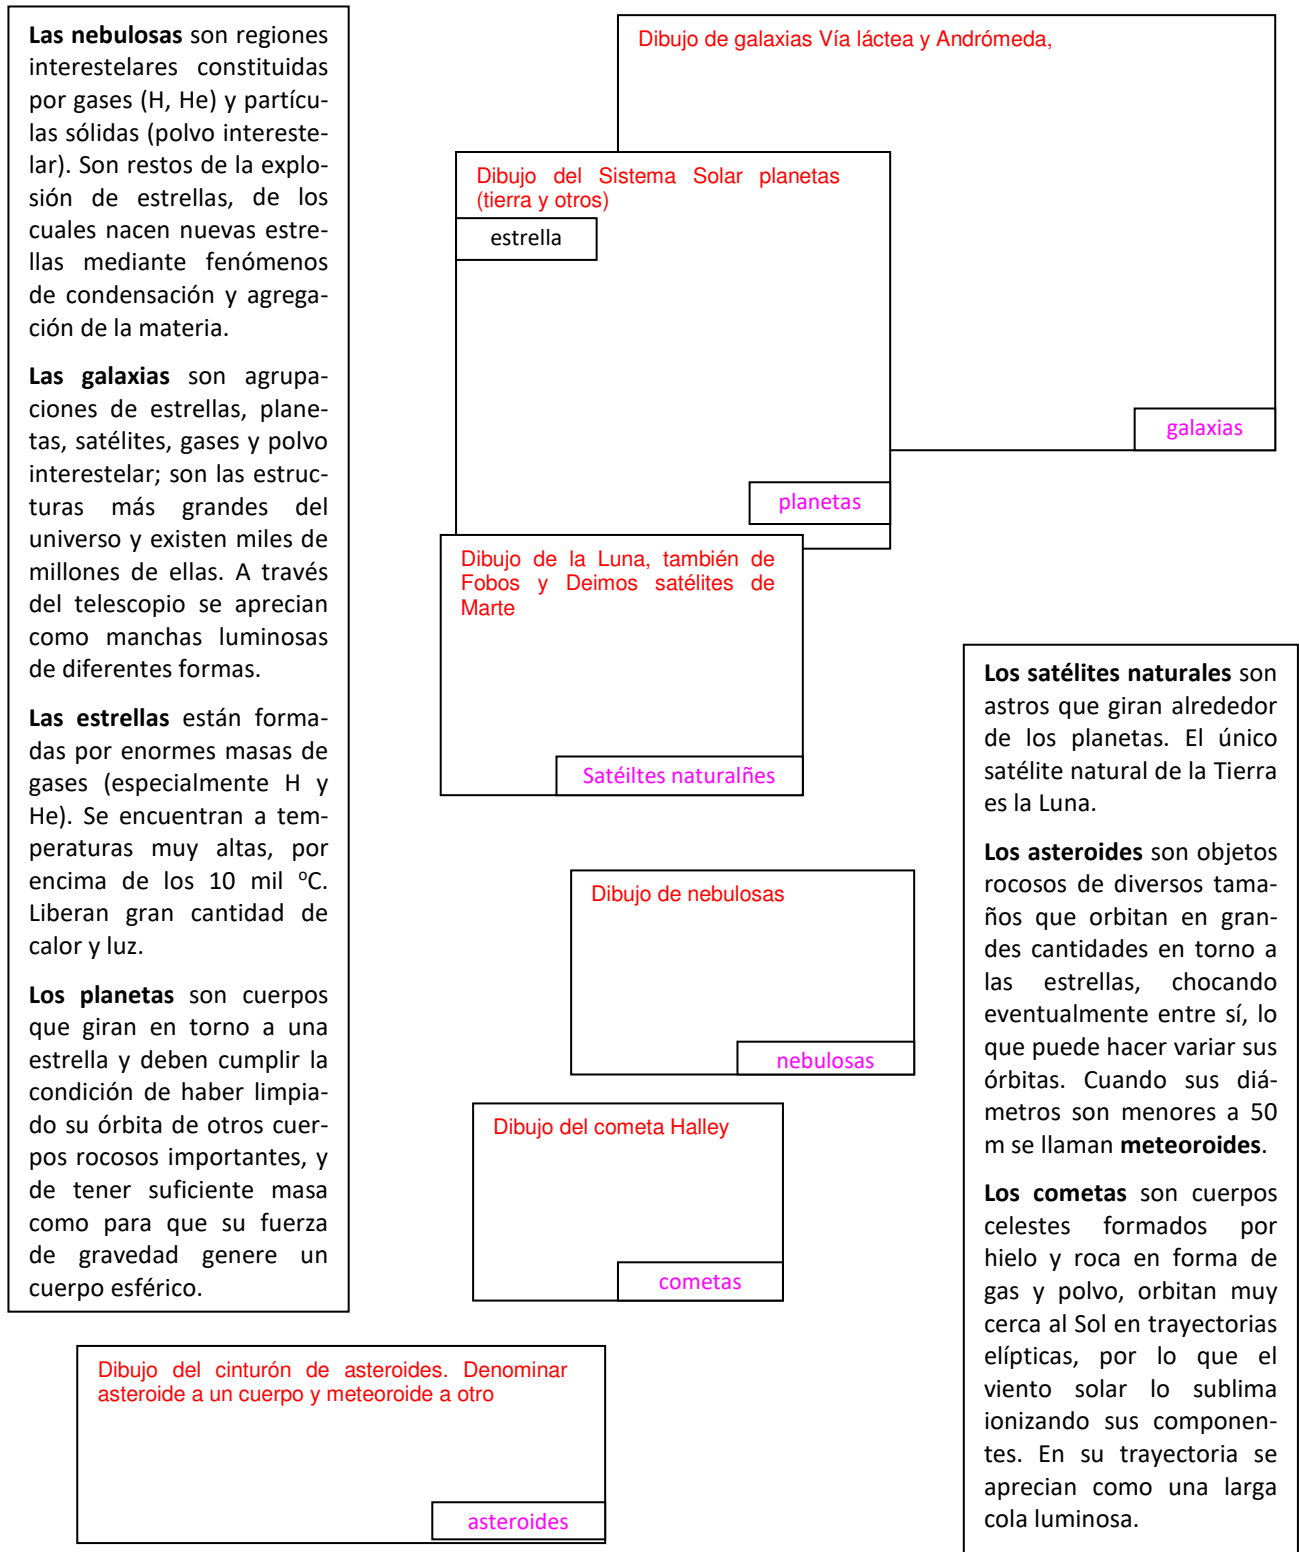 Las nebulosas son regiones
interestelares constituidas
por gases (H, He) y partícu-
las sólidas (polvo intereste-
lar). Son restos de la explo-
sión de estrellas, de los
cuales nacen nuevas estre-
llas mediante fenómenos
de condensación y agrega-
ción de la materia.
Las galaxias son agrupa-
ciones de estrellas, plane-
tas, satélites, gases y polvo
interestelar; son las estruc-
turas más grandes del
universo y existen miles de
millones de ellas. A través
del telescopio se aprecian
como manchas luminosas
de diferentes formas.
Las estrellas están forma-
das por enormes masas de
gases (especialmente H y
He). Se encuentran a tem-
peraturas muy altas, por
encima de los 10 mil ºC.
Liberan gran cantidad de
calor y luz.
Los planetas son cuerpos
que giran en torno a una
estrella y deben cumplir la
condición de haber limpia-
do su órbita de otros cuer-
pos rocosos importantes, y
de tener suficiente masa
como para que su fuerza
de gravedad genere un
cuerpo esférico.
Dibujo de galaxias Vía láctea y Andrómeda,
galaxias
Dibujo del Sistema Solar planetas
(tierra y otros)
estrella
planetas
Dibujo de la Luna, también de
Fobos y Deimos satélites de
Marte
Satéiltes naturalñes
Dibujo de nebulosas
nebulosas
Dibujo del cometa Halley
cometas
Dibujo del cinturón de asteroides. Denominar
asteroide a un cuerpo y meteoroide a otro
asteroides
Los satélites naturales son
astros que giran alrededor
de los planetas. El único
satélite natural de la Tierra
es la Luna.
Los asteroides son objetos
rocosos de diversos tama-
ños que orbitan en gran-
des cantidades en torno a
las estrellas, chocando
eventualmente entre sí, lo
que puede hacer variar sus
órbitas. Cuando sus diá-
metros son menores a 50
m se llaman meteoroides.
Los cometas son cuerpos
celestes formados por
hielo y roca en forma de
gas y polvo, orbitan muy
cerca al Sol en trayectorias
elípticas, por lo que el
viento solar lo sublima
ionizando sus componen-
tes. En su trayectoria se
aprecian como una larga
cola luminosa.